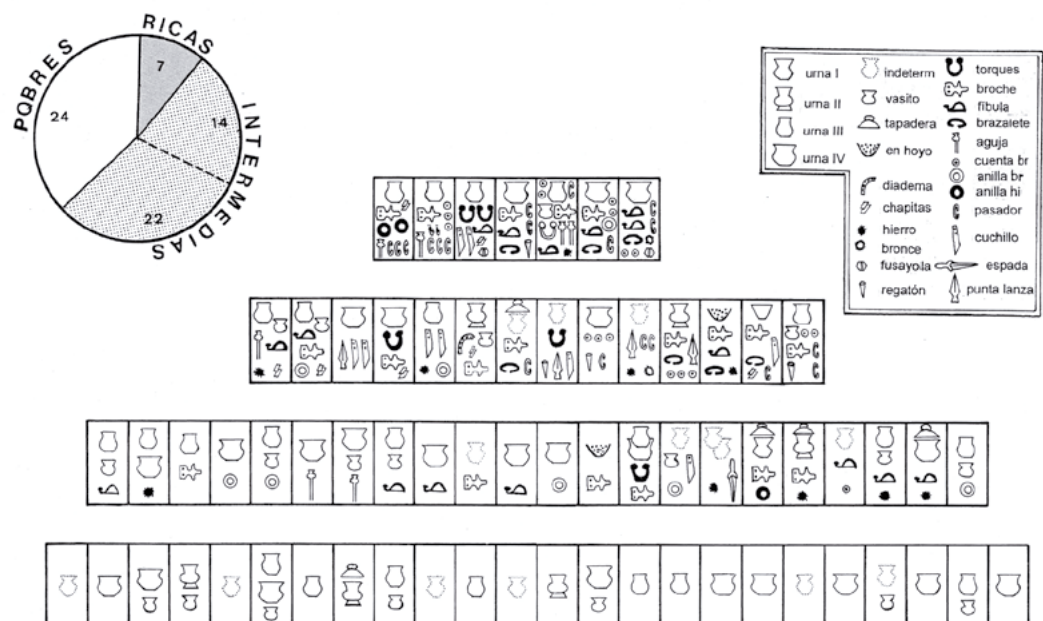 POBRES
RICAS
INTERMEDIAS
7
24
14
22
urna I
urna II
urna III
urna IV
diadema
chapitas
hierro
bronce
fusayola
regatón
indeterm
vasito
tapadera
en hoyo
torques
broche
fibula
brazalete
aguja
cuenta br
anilla br
anilla hi
pasador
cuchillo
espada
punta lanza